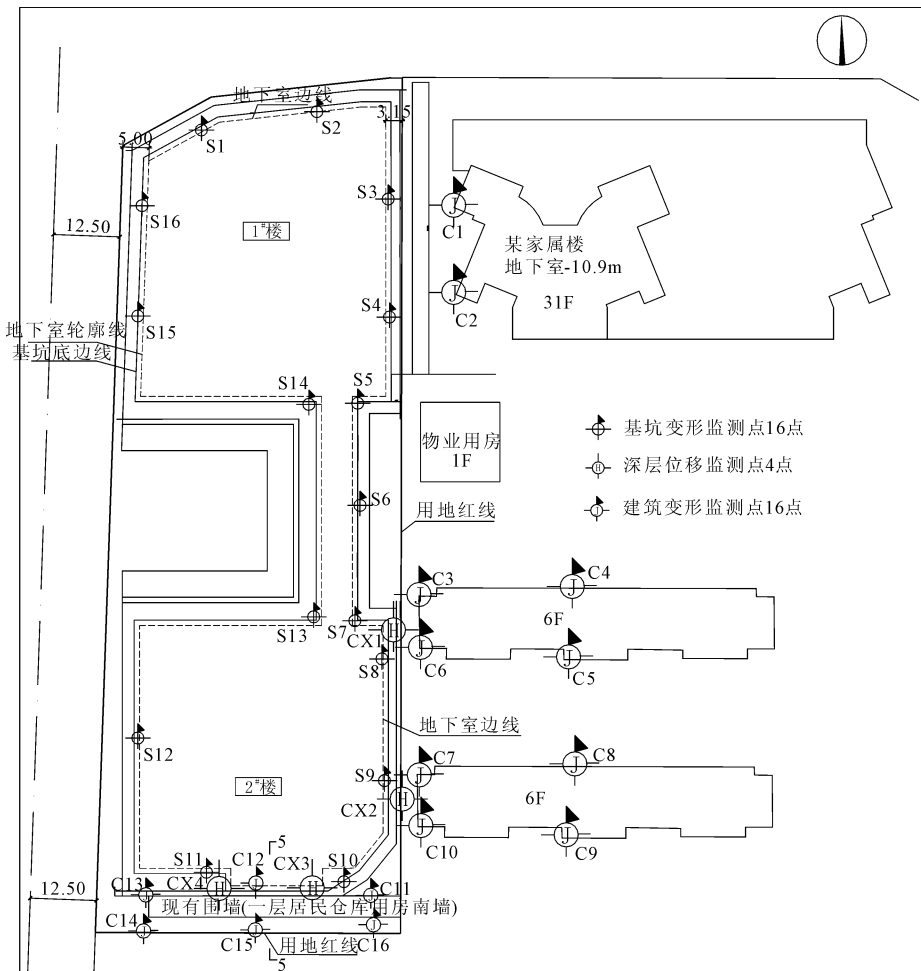 地下室边线
3.15
S2
S1
5.00
S3
S16
C1
12.50
1#楼
某家属楼
地下室-10.9m
31F
C2
S4
S15
地下室轮廓线
基坑底边线
S14
S5
物业用房
1F
基坑变形监测点16点
深层位移监测点4点
建筑变形监测点16点
H
J
S6
用地红线
C3
C4
6F
S13
S7
CX1
H
S8
C6
C5
J
J
J
J
J
J
地下室边线
S12
C7
C8
S9
2#楼
CX2
H
6F
C10
C9
J
J
J
J
5
S11
C12
CX3
S10
CX4
H
H
J
C13
C11
J
J
12.50
现有围墙(一层居民仓库用房南墙)
C14
C15
C16
J
J
J
用地红线
5